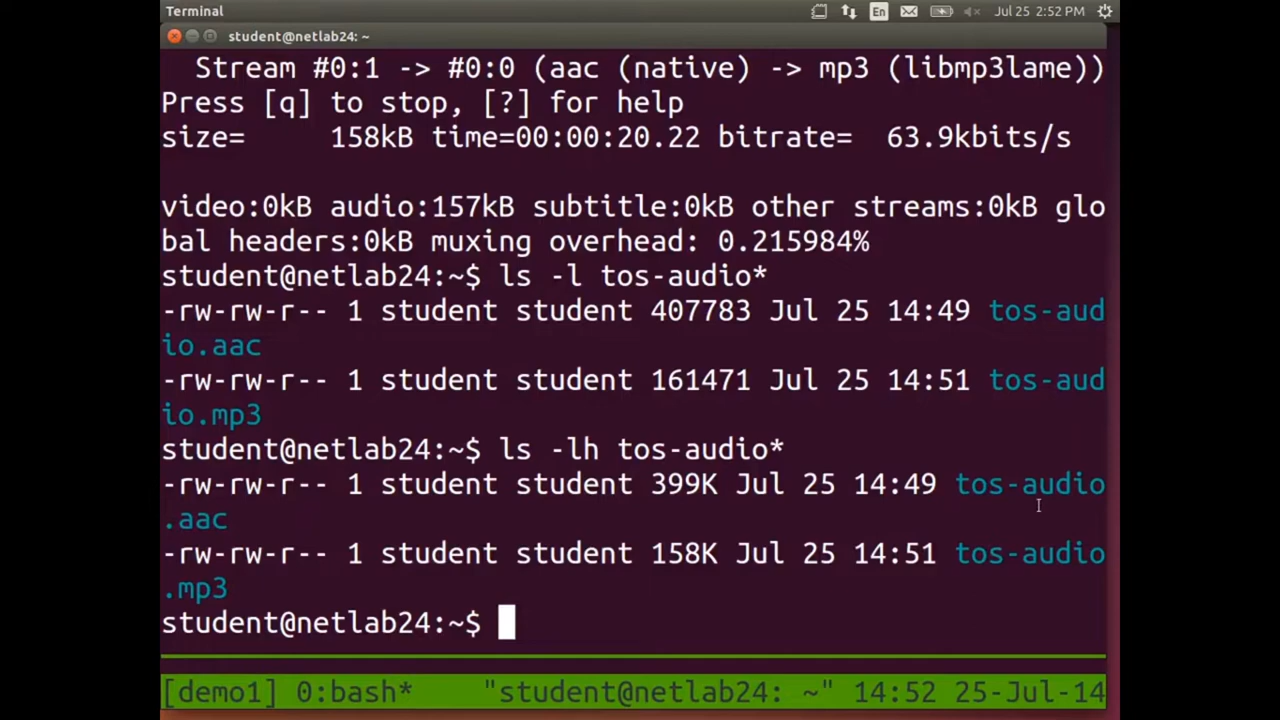 Terminal
En
Jul 25 2:52 PM
student@netlab24: ~
Stream #0:1 -> #0:0 (aac (native) -> mp3 (libmp3lame))
Press [q] to stop, [?] for help
size=     158kB time=00:00:20.22 bitrate=  63.9kbits/s
video:0kB audio:157kB subtitle:0kB other streams:0kB glo
bal headers:0kB muxing overhead: 0.215984%
student@netlab24:~$ ls -l tos-audio*
-rw-rw-r-- 1 student student 407783 Jul 25 14:49 tos-aud
io.aac
-rw-rw-r-- 1 student student 161471 Jul 25 14:51 tos-aud
io.mp3
student@netlab24:~$ ls -lh tos-audio*
-rw-rw-r-- 1 student student 399K Jul 25 14:49 tos-audio
.aac
-rw-rw-r-- 1 student student 158K Jul 25 14:51 tos-audio
.mp3
student@netlab24:~$
[demo1] 0:bash*    "student@netlab24: ~" 14:52 25-Jul-14